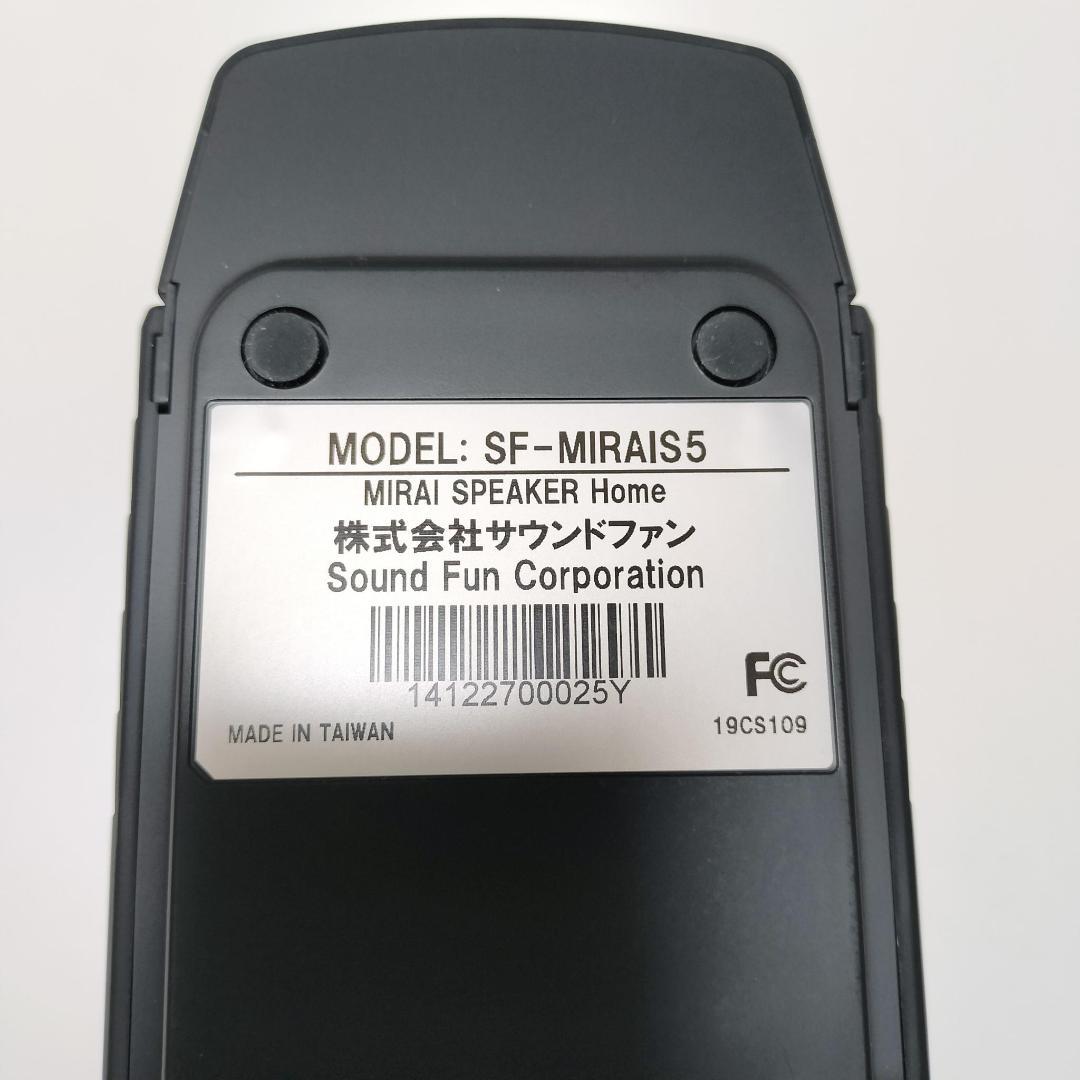 MODEL: SF-MIRAIS5
MIRAI SPEAKER Home
株式会社サウンドファン
Sound Fun Corporation
14122700025Y
FC
MADE IN TAIWAN
19CS109